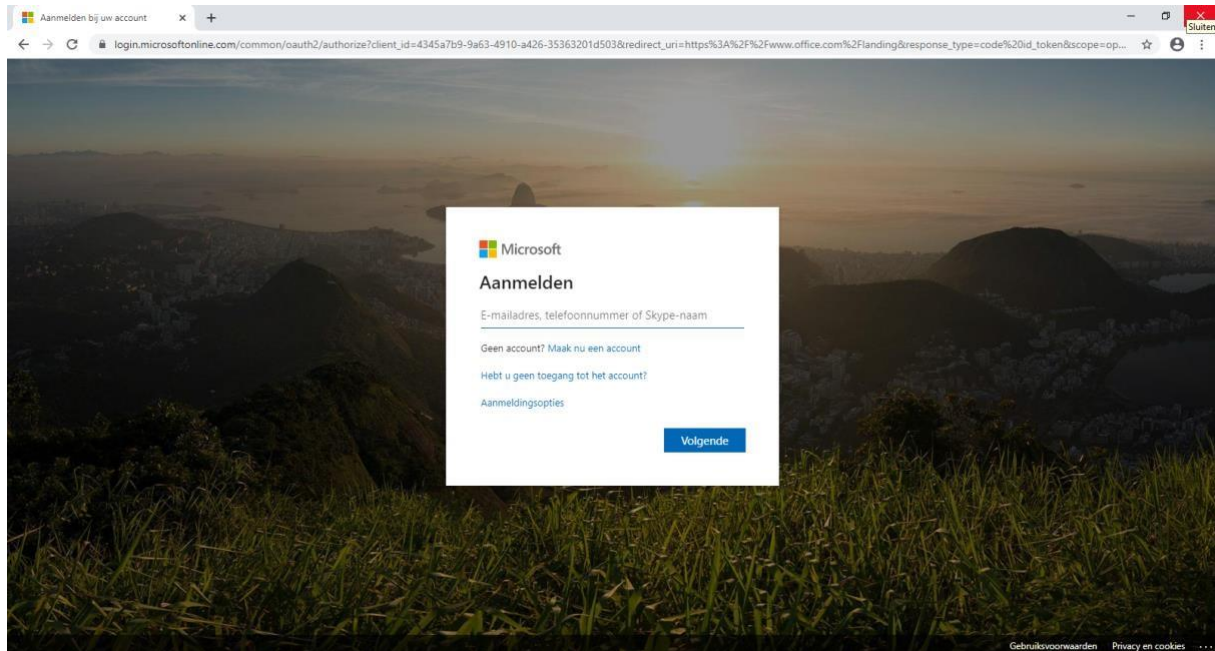 Aanmelden bij uw account
Sluiten
login.microsoftonline.com/common/oauth2/authorize?client_id=4345a7b9-9a63-4910-a426-35363201d503&redirect_uri=https%3A%2F%2Fwww.office.com%2Flanding&response_type=code%20id_token&scope=op...
Microsoft
Aanmelden
E-mailadres, telefoonnummer of Skype-naam
Geen account? Maak nu een account
Hebt u geen toegang tot het account?
Aanmeldingsopties
Volgende
Gebruiksvoorwaarden Privacy en cookies ...